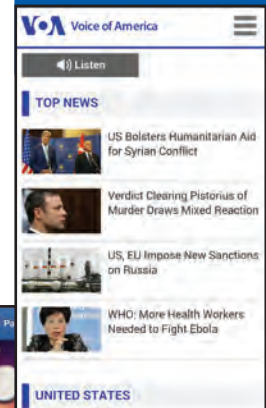 VOA Voice of America
Listen
TOP NEWS
US Bolsters Humanitarian Aid
for Syrian Conflict
Verdict Clearing Pistorius of
Murder Draws Mixed Reaction
US, EU Impose New Sanctions
on Russia
WHO: More Health Workers
Needed to Fight Ebola
Pa
UNITED STATES